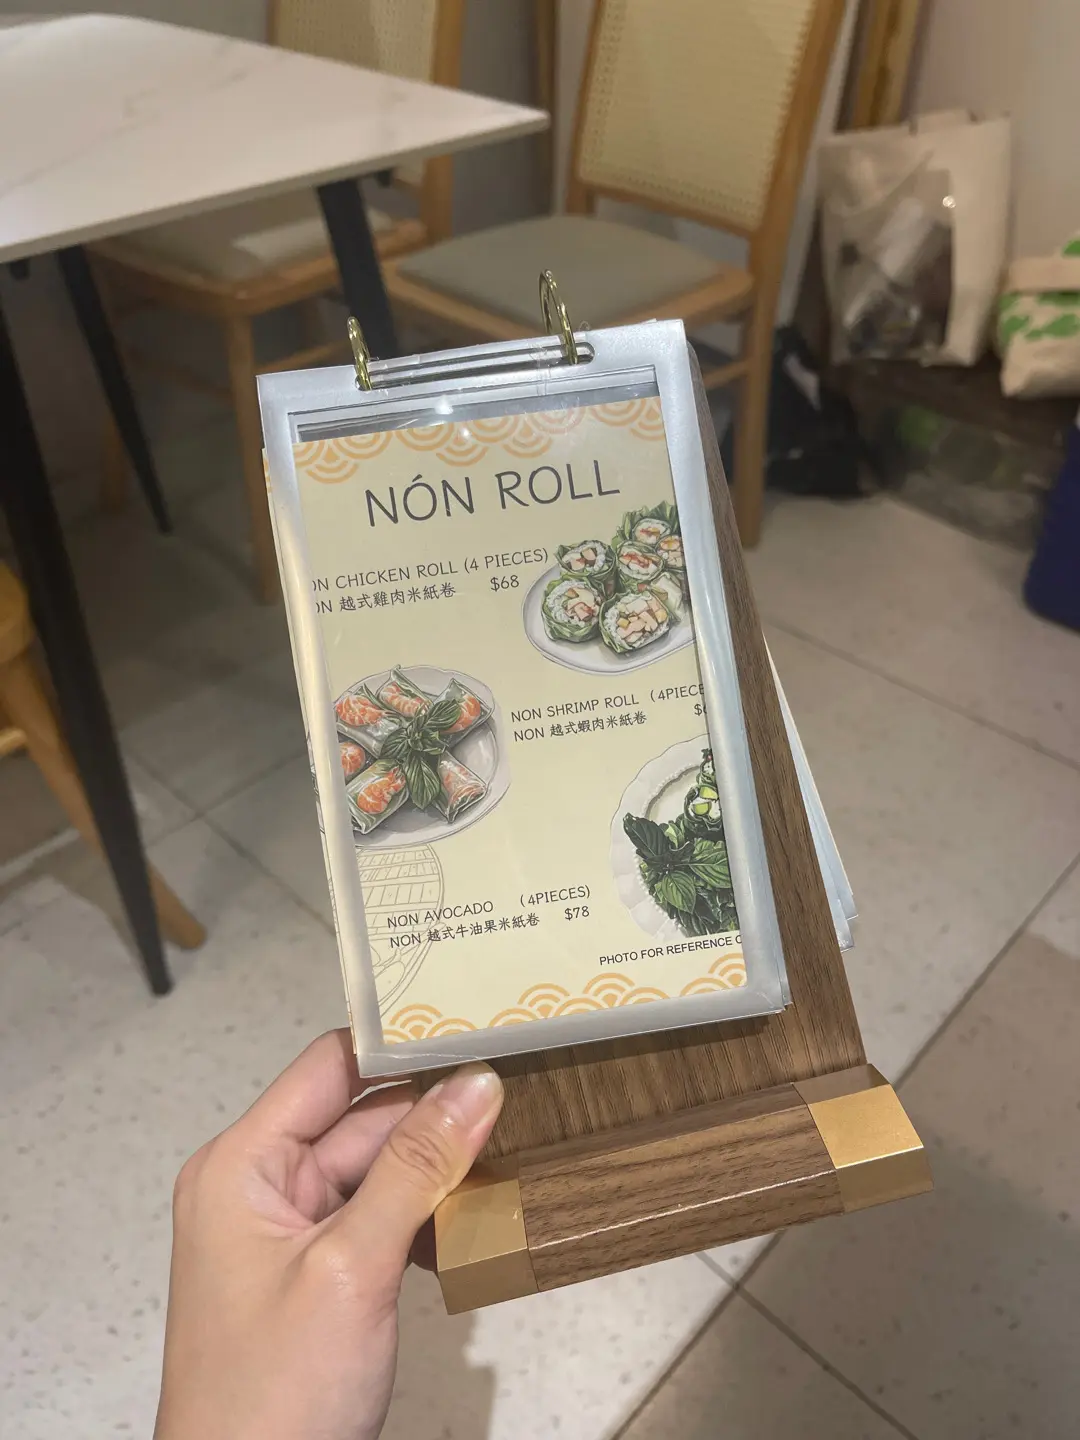 NÓN ROLL
CHICKEN ROLL (4 PIECES)
越式雞肉米紙卷 $68
NON SHRIMP ROLL (4PIECE
NON 越式蝦肉米紙卷
NON AVOCADO (4PIECES)
NON 越式牛油果米紙卷 $78
PHOTO FOR REFERENCE